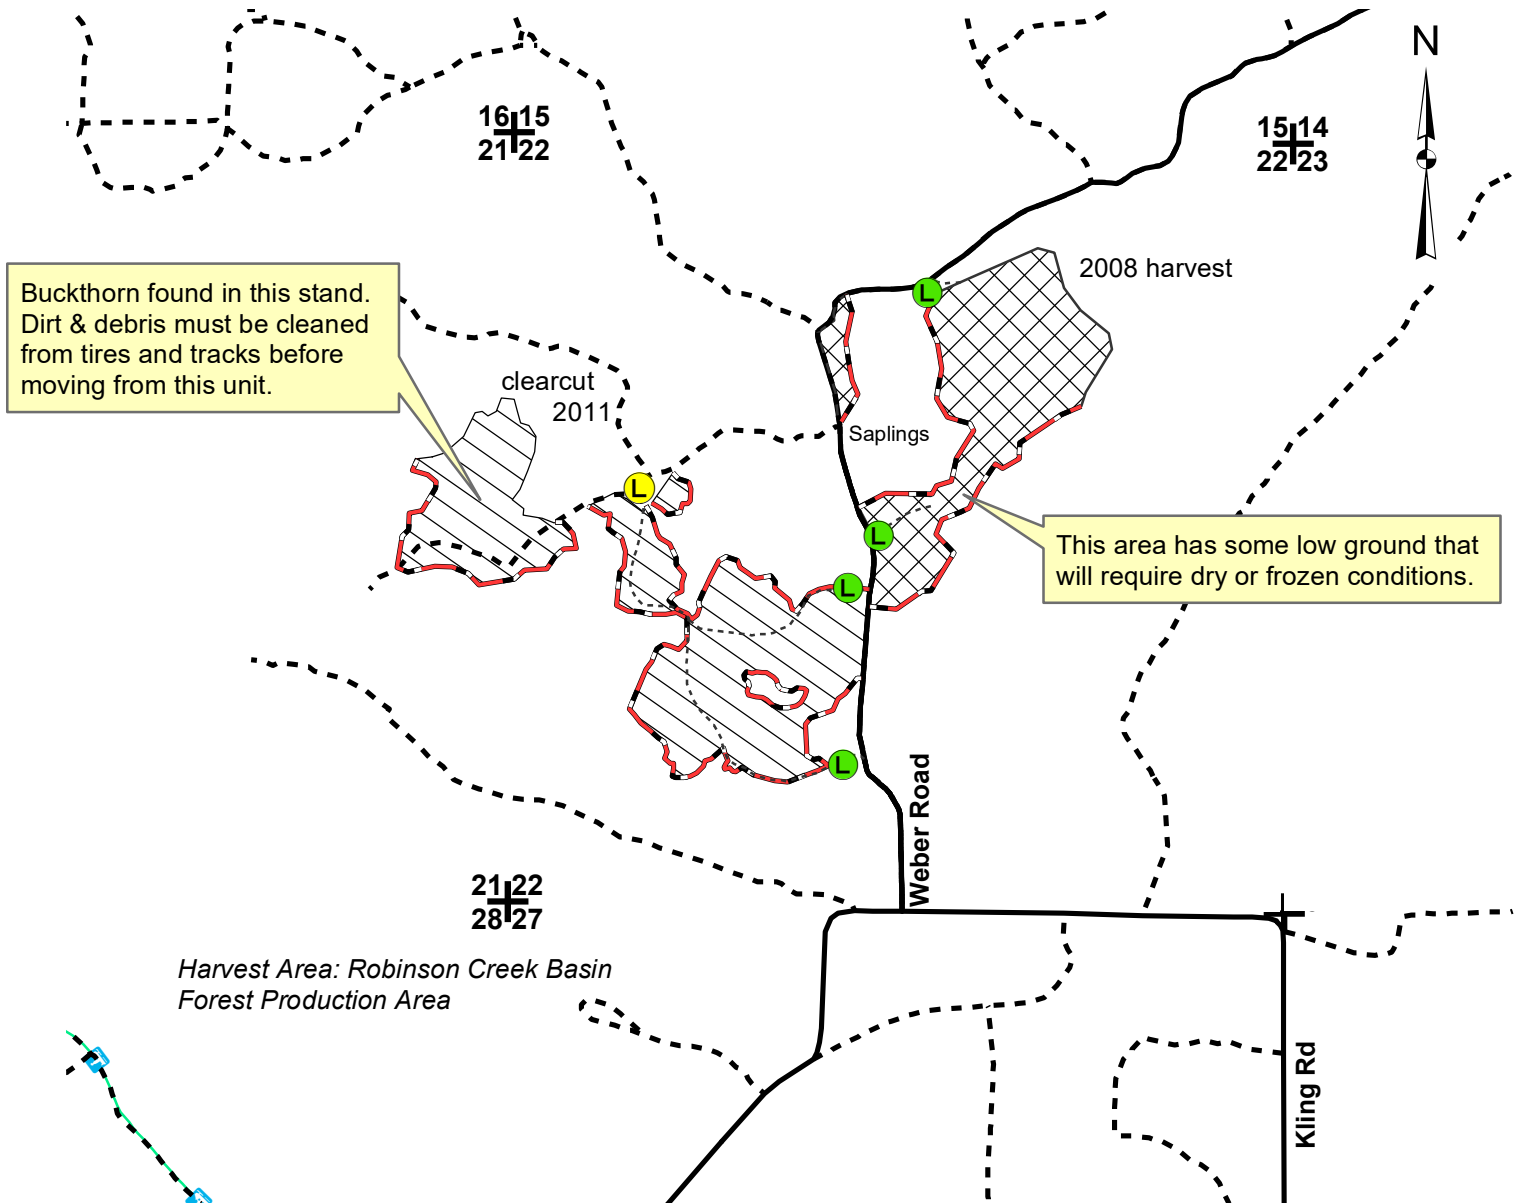 N
16 15
21 22
15 14
22 23
2008 harvest
L
Buckthorn found in this stand.
Dirt & debris must be cleaned
from tires and tracks before
moving from this unit.
clearcut
2011
Saplings
L
L
This area has some low ground that
will require dry or frozen conditions.
L
L
Weber Road
21 22
28 27
Harvest Area: Robinson Creek Basin
Forest Production Area
Kling Rd